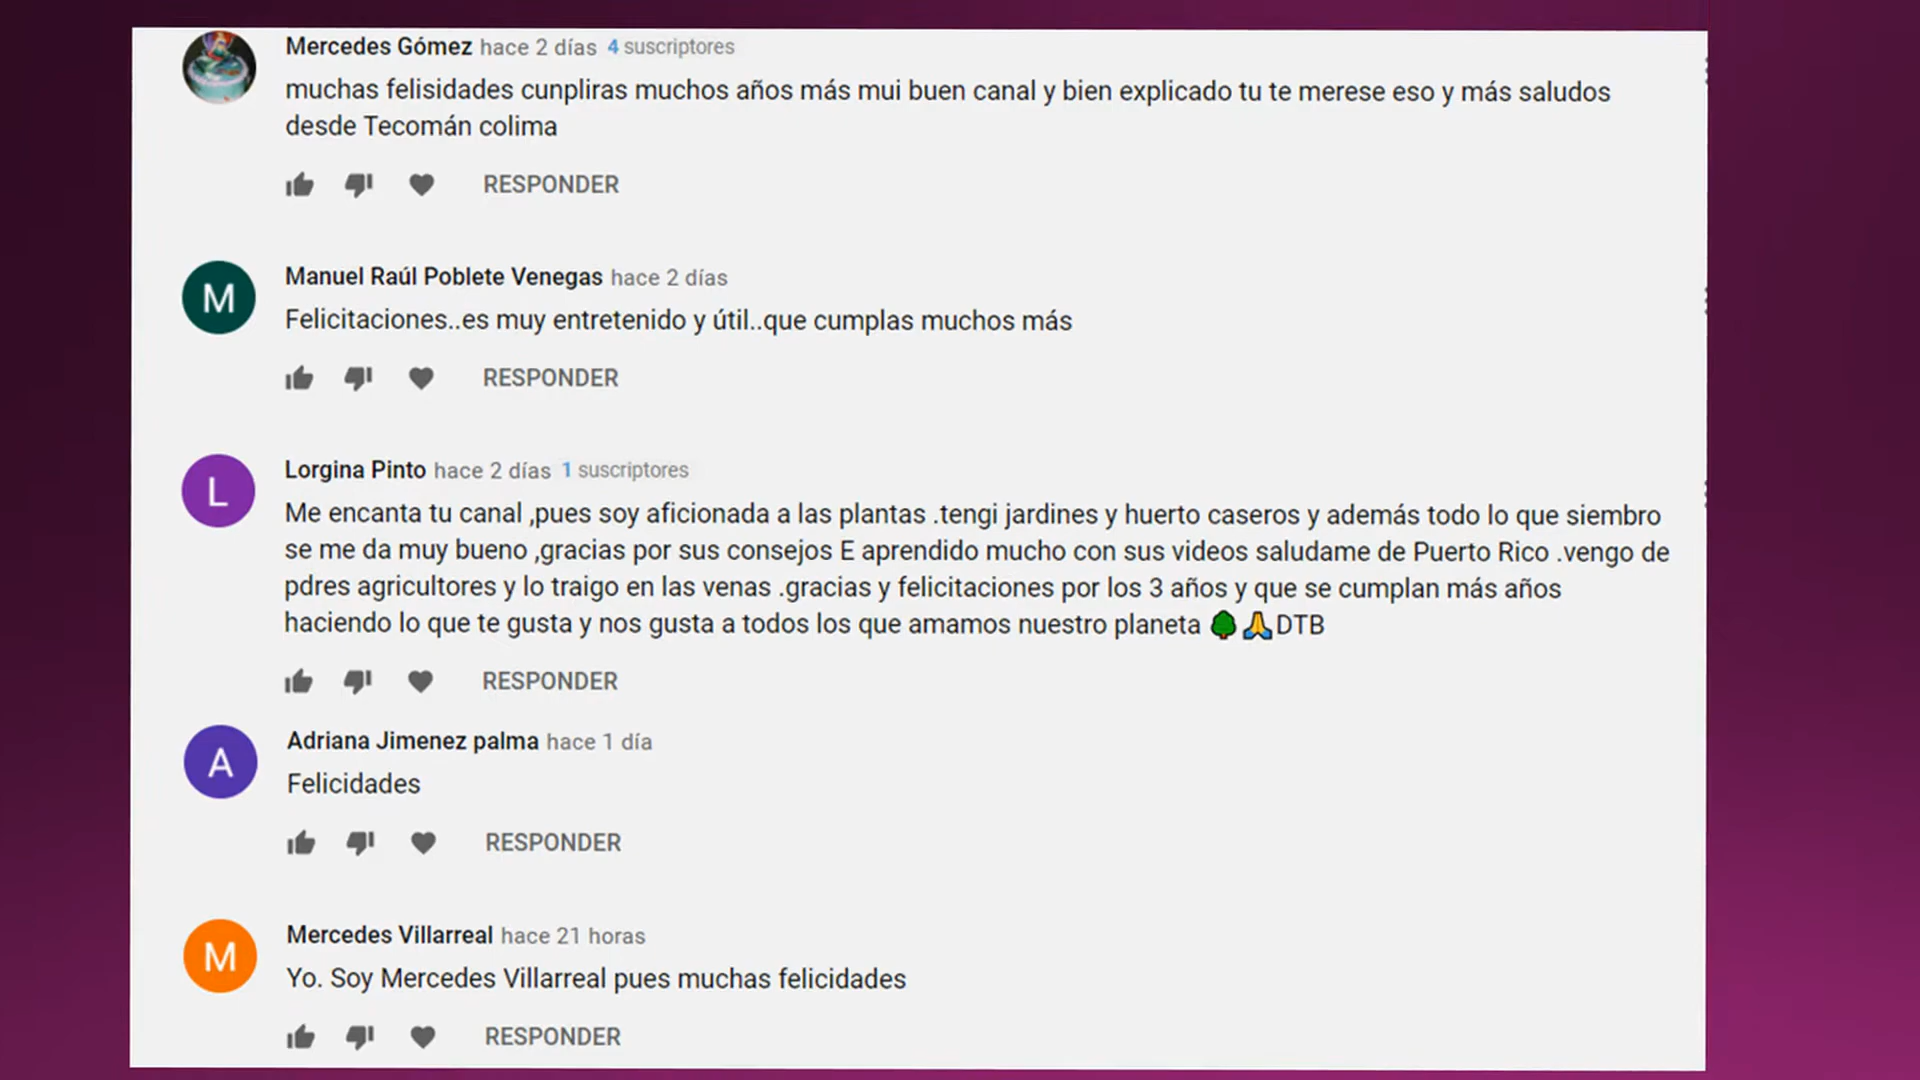 Mercedes Gómez hace 2 días 4 suscriptores
muchas felisidades cunpliras muchos años más mui buen canal y bien explicado tu te merese eso y más saludos
desde Tecomán colima
RESPONDER
M
Manuel Raúl Poblete Venegas hace 2 días
Felicitaciones..es muy entretenido y útil..que cumplas muchos más
RESPONDER
L
Lorgina Pinto hace 2 días 1 suscriptores
Me encanta tu canal ,pues soy aficionada a las plantas .tengi jardines y huerto caseros y además todo lo que siembro
se me da muy bueno ,gracias por sus consejos E aprendido mucho con sus videos saludame de Puerto Rico .vengo de
pdres agricultores y lo traigo en las venas .gracias y felicitaciones por los 3 años y que se cumplan más años
haciendo lo que te gusta y nos gusta a todos los que amamos nuestro planeta 🌳🙏DTB
RESPONDER
A
Adriana Jimenez palma hace 1 día
Felicidades
RESPONDER
M
Mercedes Villarreal hace 21 horas
Yo. Soy Mercedes Villarreal pues muchas felicidades
RESPONDER